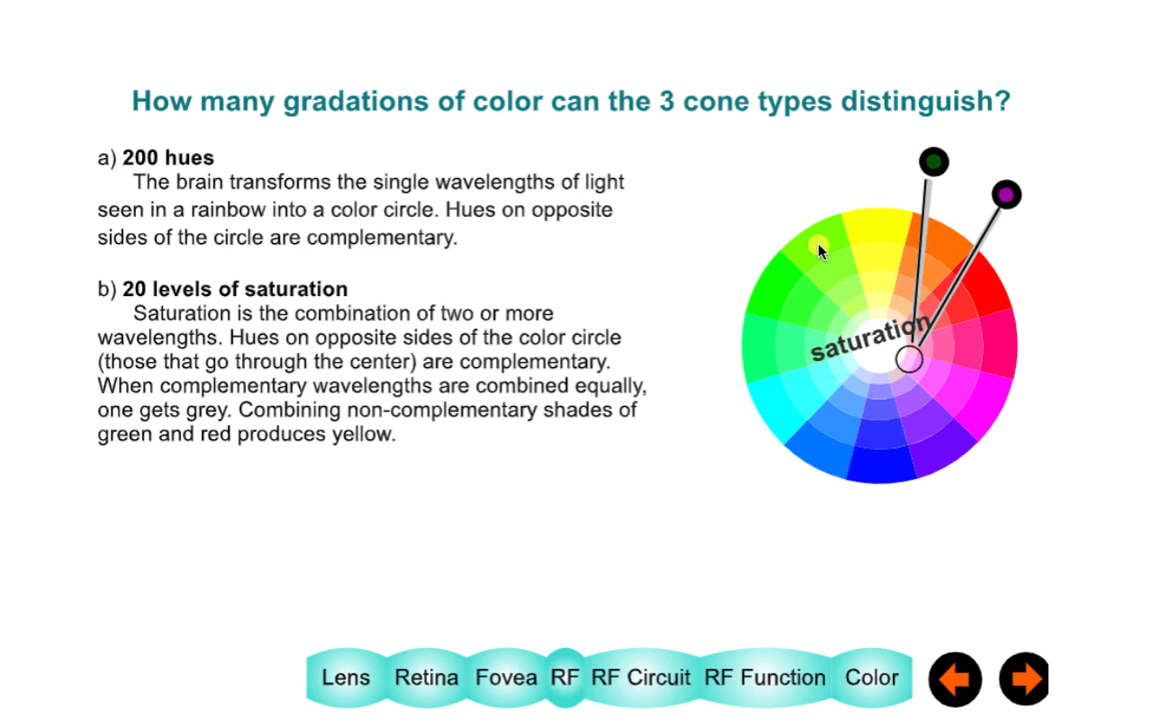 How many gradations of color can the 3 cone types distinguish?
a) 200 hues
The brain transforms the single wavelengths of light
seen in a rainbow into a color circle. Hues on opposite
sides of the circle are complementary.
b) 20 levels of saturation
Saturation is the combination of two or more
wavelengths. Hues on opposite sides of the color circle
(those that go through the center) are complementary.
When complementary wavelengths are combined equally,
one gets grey. Combining non-complementary shades of
green and red produces yellow.
saturation
Lens Retina Fovea RF RF Circuit RF Function Color